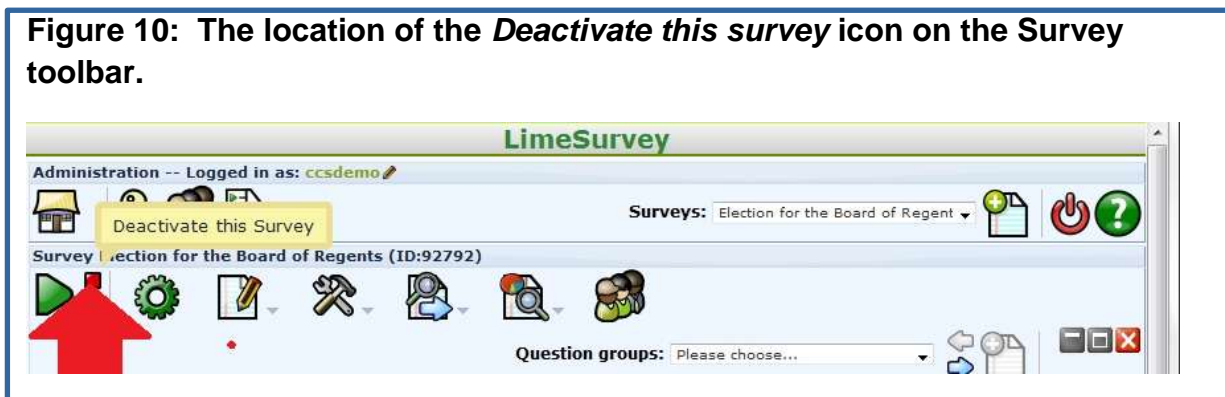 Figure 10: The location of the Deactivate this survey icon on the Survey
toolbar.
LimeSurvey
Administration -- Logged in as: ccsdemo
Deactivate this Survey
Surveys: Election for the Board of Regent
Survey lection for the Board of Regents (ID:92792)
Question groups: Please choose...